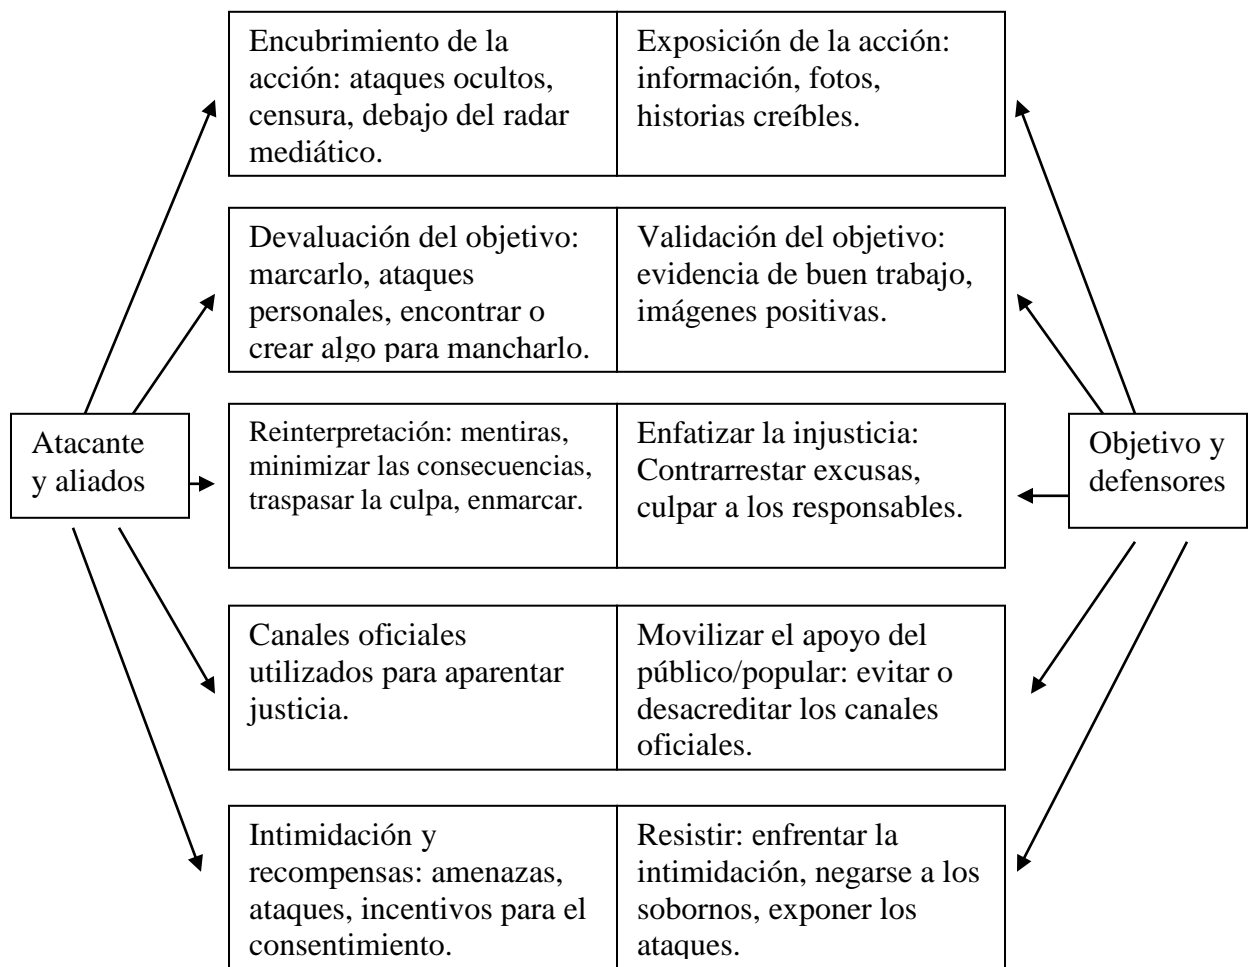 Encubrimiento de la
acción: ataques ocultos,
censura, debajo del radar
mediático.
Exposición de la acción:
información, fotos,
historias creíbles.
Devaluación del objetivo:
marcarlo, ataques
personales, encontrar o
crear algo para mancharlo.
Validación del objetivo:
evidencia de buen trabajo,
imágenes positivas.
Atacante
y aliados
Reinterpretación: mentiras,
minimizar las consecuencias,
traspasar la culpa, enmarcar.
Enfatizar la injusticia:
Contrarrestar excusas,
culpar a los responsables.
Objetivo y
defensores
Canales oficiales
utilizados para aparentar
justicia.
Movilizar el apoyo del
público/popular: evitar o
desacreditar los canales
oficiales.
Intimidación y
recompensas: amenazas,
ataques, incentivos para el
consentimiento.
Resistir: enfrentar la
intimidación, negarse a los
sobornos, exponer los
ataques.